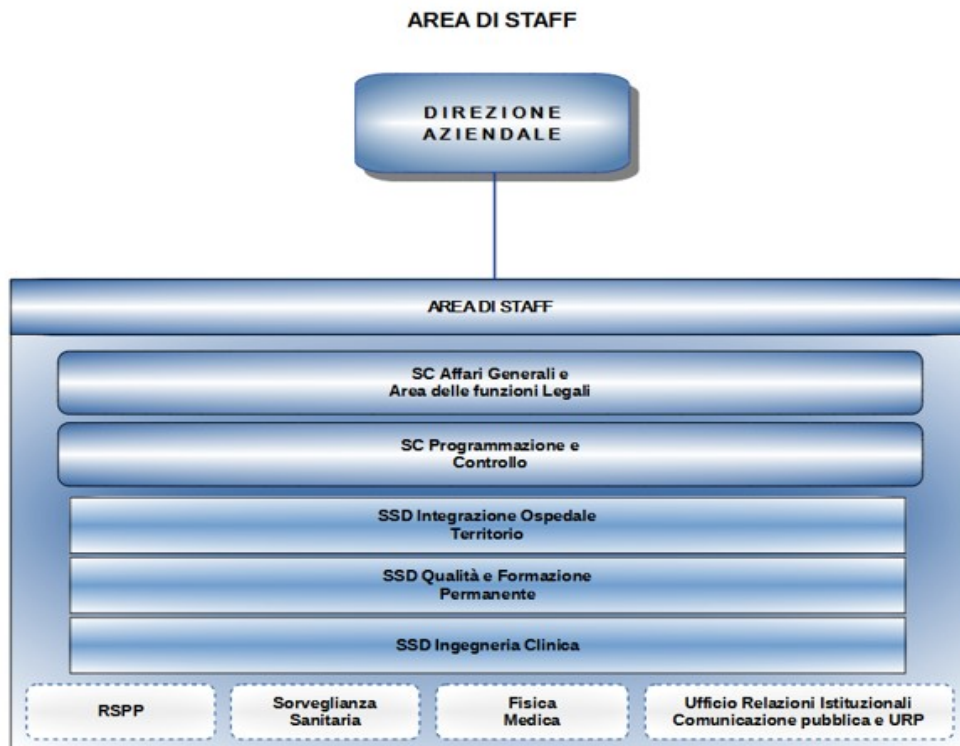 AREA DI STAFF
DIREZIONE
AZIENDALE
AREA DI STAFF
SC Affari Generali e
Area delle funzioni Legali
SC Programmazione e
Controllo
SSD Integrazione Ospedale
Territorio
SSD Qualità e Formazione
Permanente
SSD Ingegneria Clinica
RSPP
Sorveglianza
Sanitaria
Fisica
Medica
Ufficio Relazioni Istituzionali
Comunicazione pubblica e URP